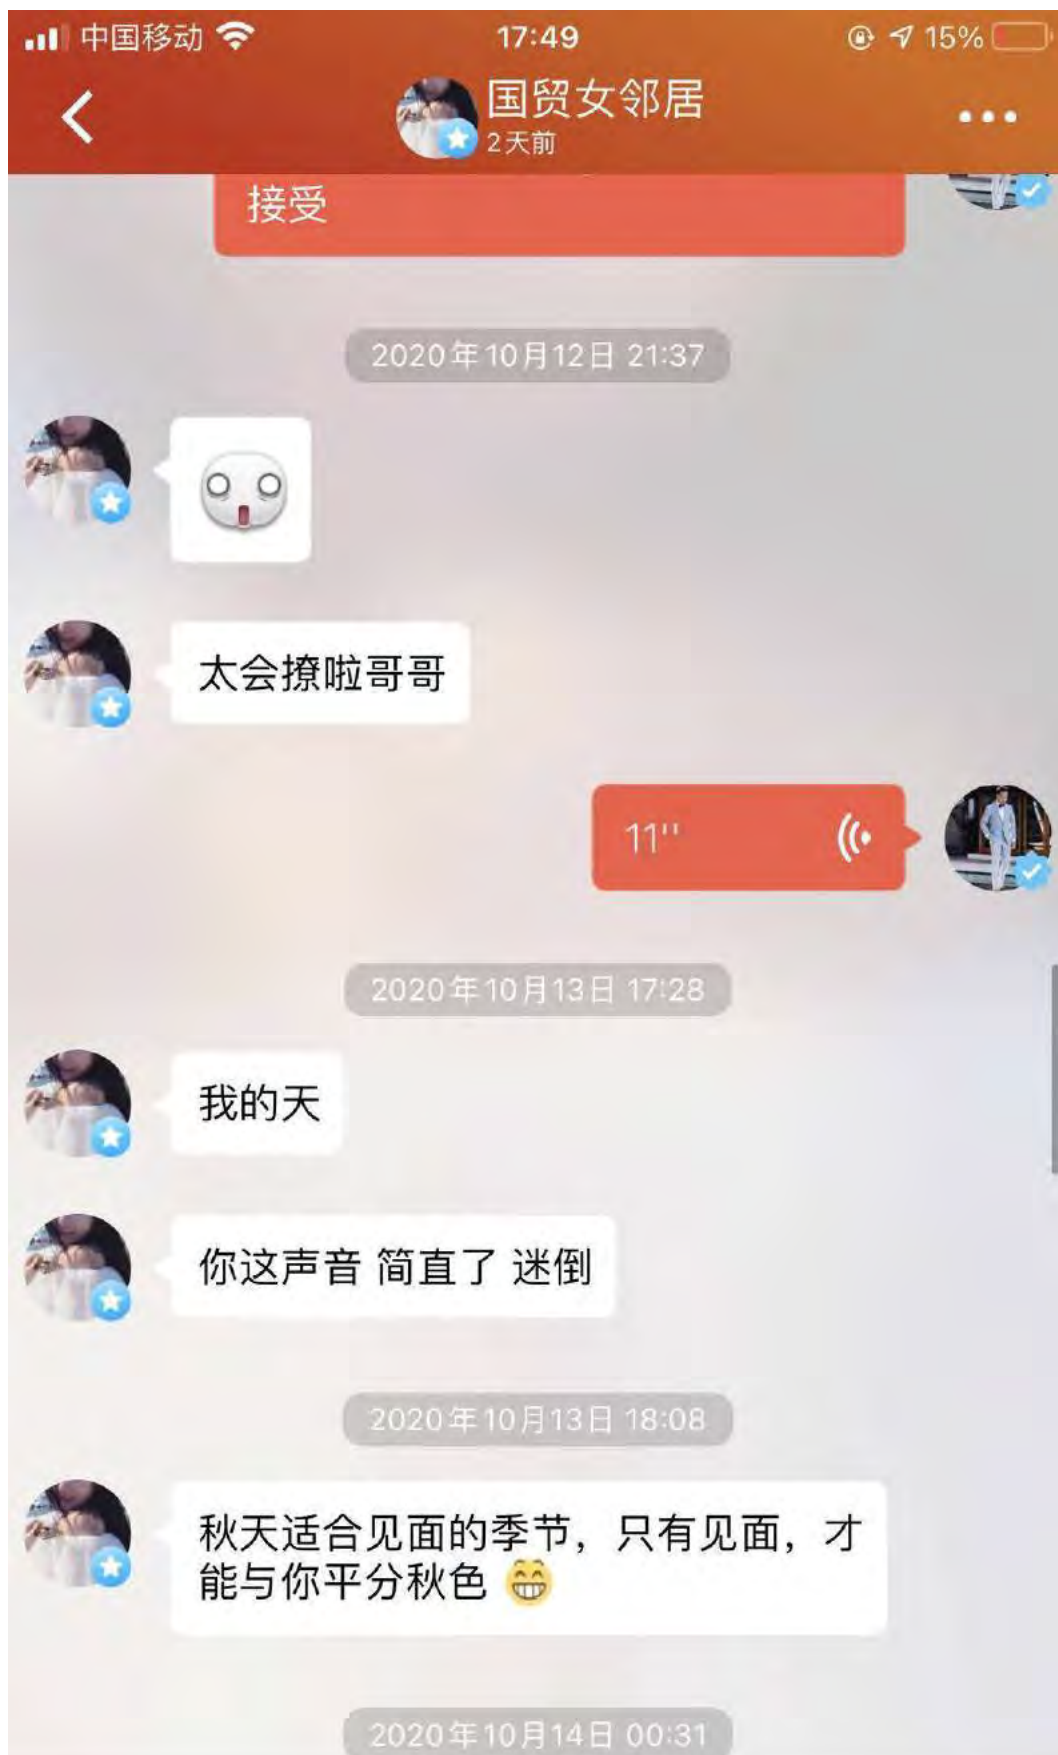 中国移动
17:49
15%
国贸女邻居
2天前
接受
2020年10月12日 21:37
太会撩啦哥哥
11''
2020年10月13日 17:28
我的天
你这声音 简直了 迷倒
2020年10月13日 18:08
秋天适合见面的季节，只有见面，才
能与你平分秋色
2020年10月14日 00:31